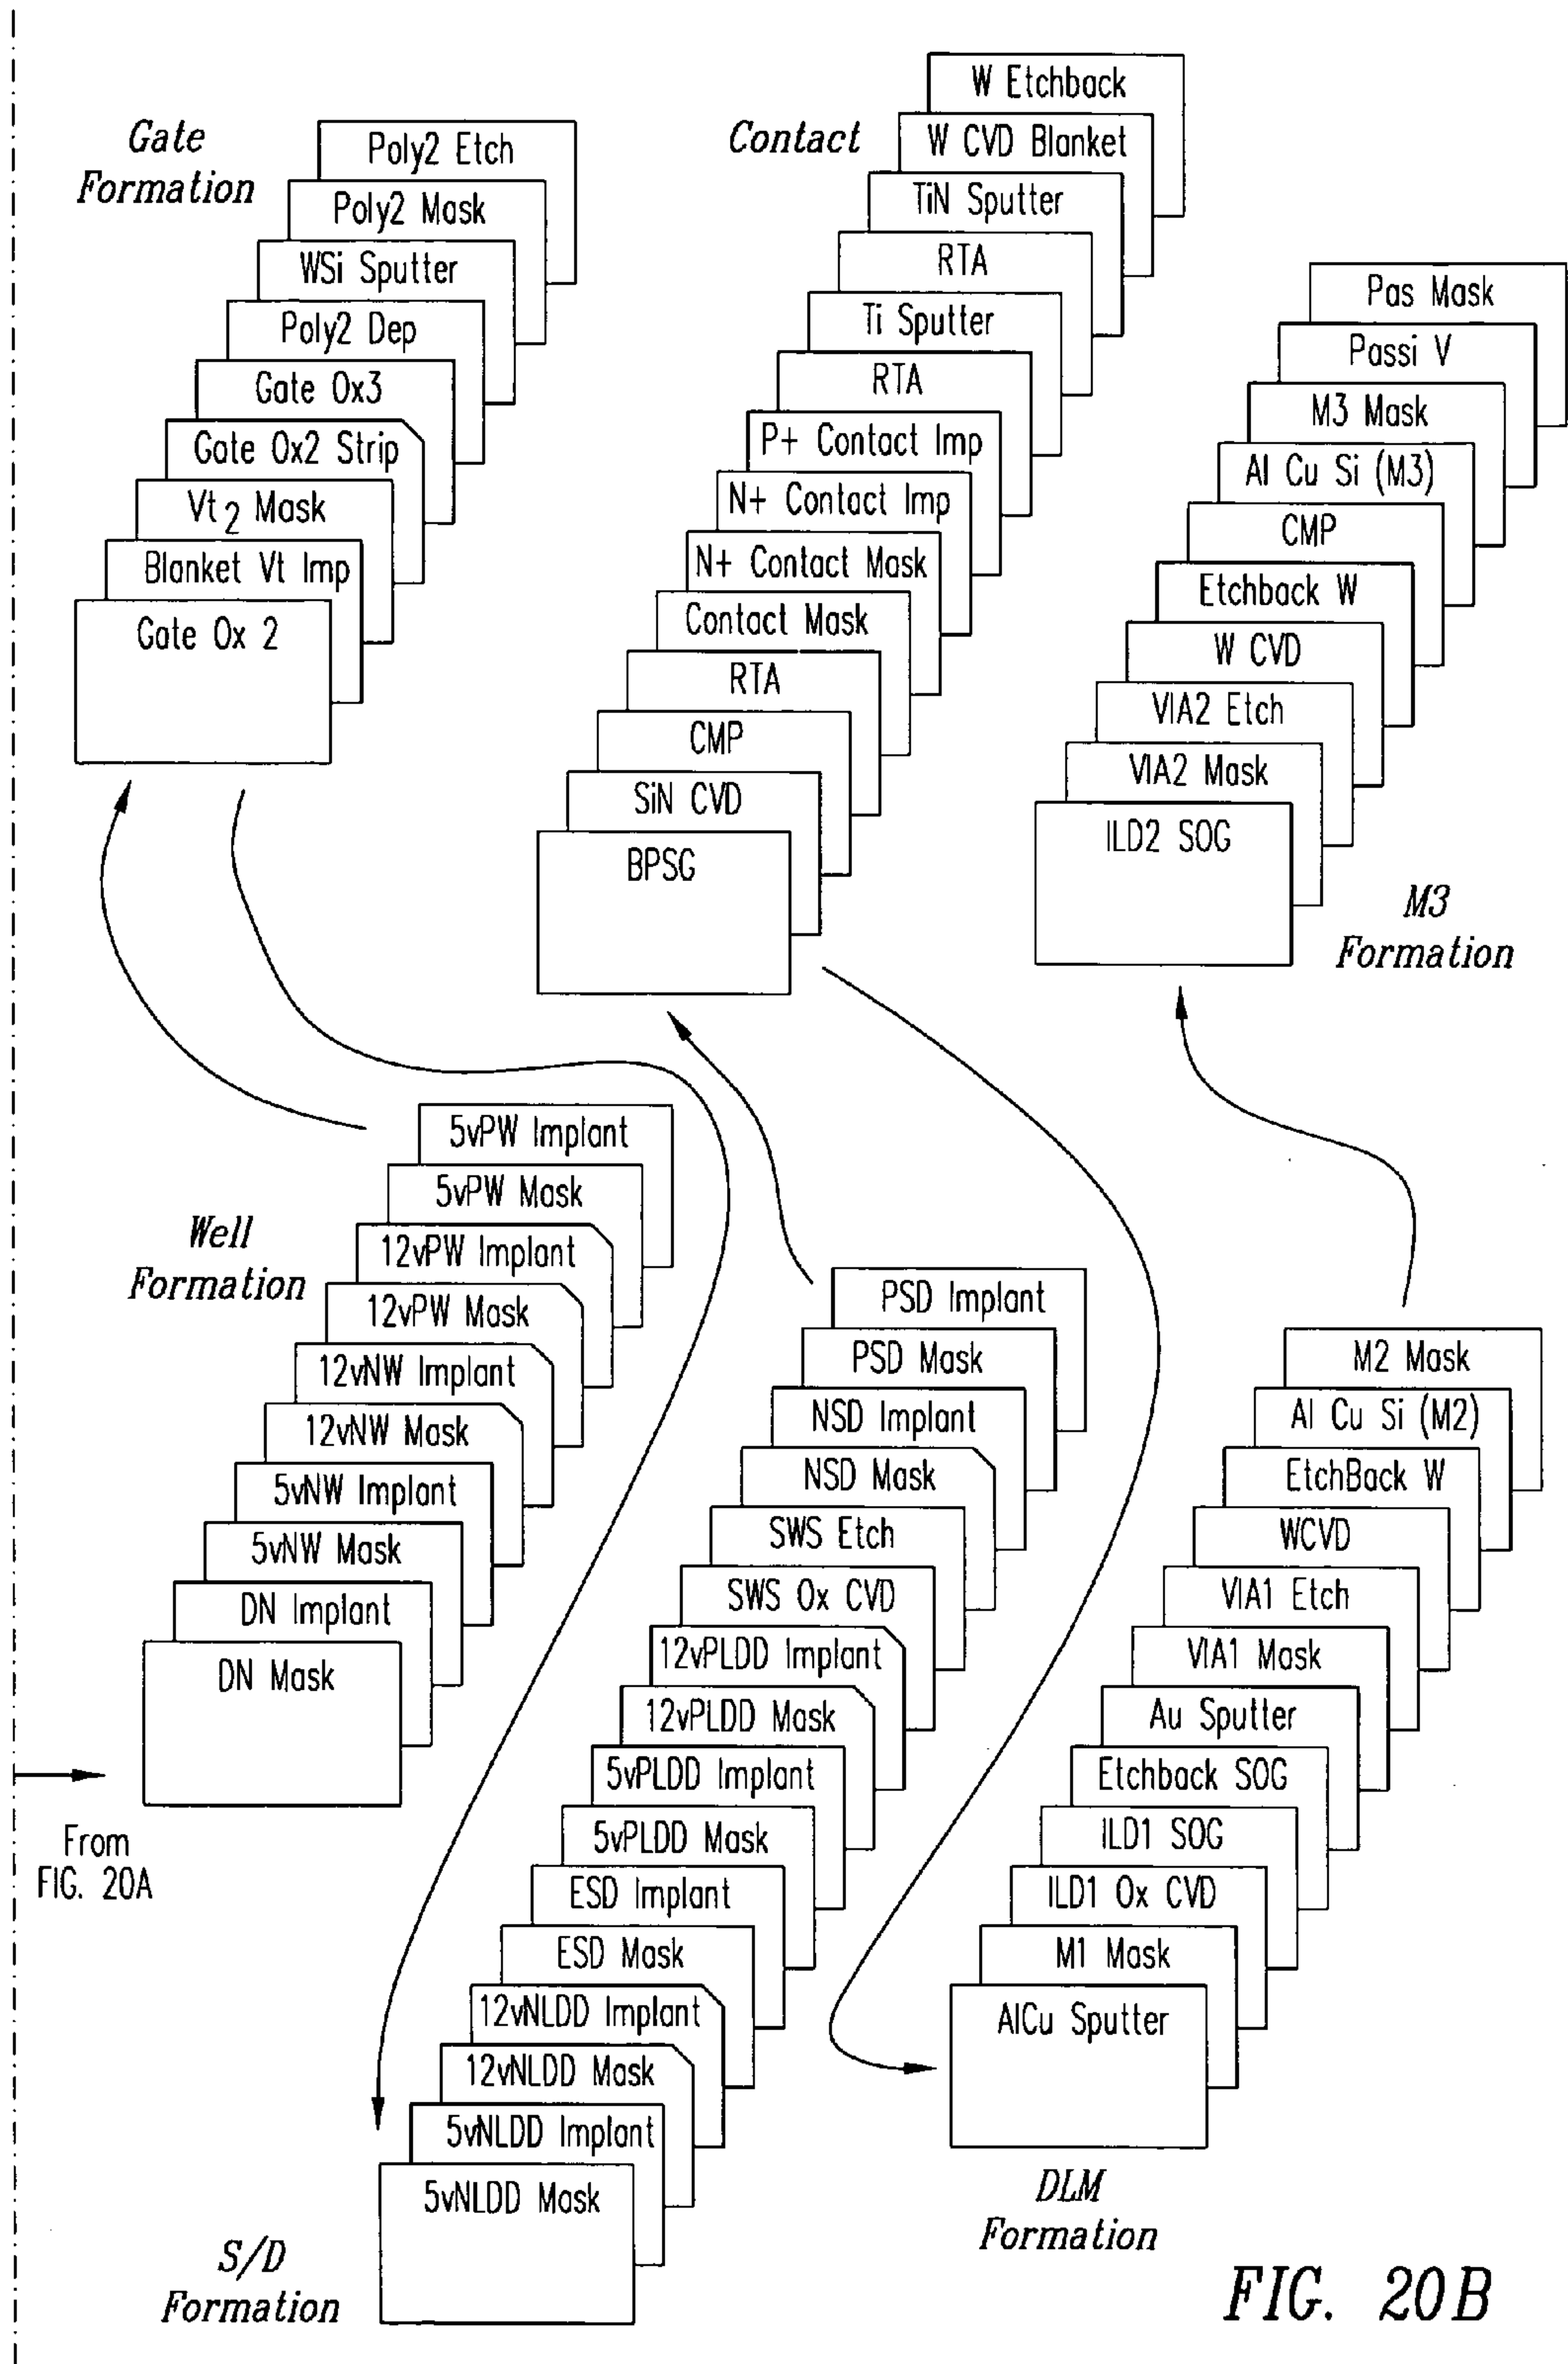 Gate
Formation
Poly2 Etch
Poly2 Mask
WSi Sputter
Poly2 Dep
Gate Ox3
Gate Ox2 Strip
Vt2 Mask
Blanket Vt Imp
Gate Ox 2
Contact
W Etchback
W CVD Blanket
TiN Sputter
RTA
Ti Sputter
RTA
P+ Contact Imp
N+ Contact Imp
N+ Contact Mask
Contact Mask
RTA
CMP
SiN CVD
BPSG
Pas Mask
Passi V
M3 Mask
Al Cu Si (M3)
CMP
Etchback W
W CVD
VIA2 Etch
VIA2 Mask
ILD2 SOG
M3
Formation
Well
Formation
5vPW Implant
5vPW Mask
12vPW Implant
12vPW Mask
12vNW Implant
12vNW Mask
5vNW Implant
5vNW Mask
DN Implant
DN Mask
From
FIG. 20A
PSD Implant
PSD Mask
NSD Implant
NSD Mask
SWS Etch
SWS Ox CVD
12vPLDD Implant
12vPLDD Mask
5vPLDD Implant
5vPLDD Mask
ESD Implant
ESD Mask
12vNLDD Implant
12vNLDD Mask
5vNLDD Implant
5vNLDD Mask
S/D
Formation
M2 Mask
Al Cu Si (M2)
EtchBack W
WCVD
VIA1 Etch
VIA1 Mask
Au Sputter
Etchback SOG
ILD1 SOG
ILD1 Ox CVD
M1 Mask
AlCu Sputter
DLM
Formation
FIG. 20B